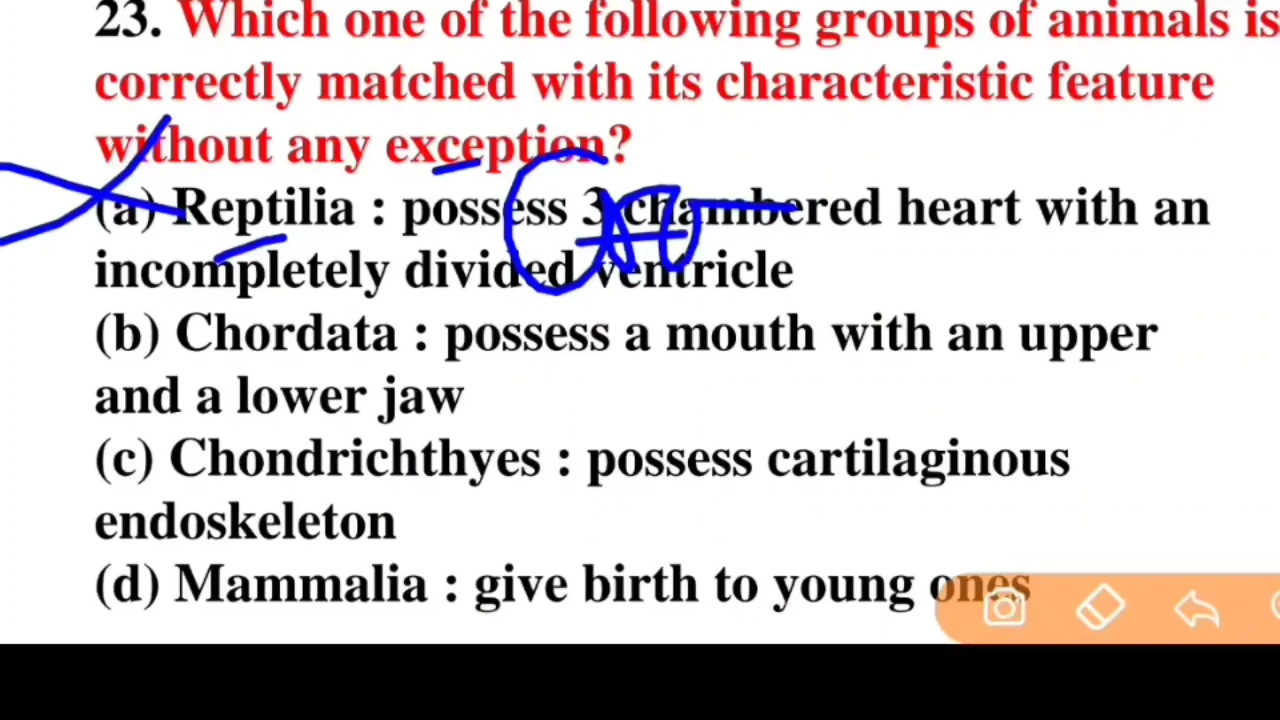 23. Which one of the following groups of animals is
correctly matched with its characteristic feature
without any exception?
(a) Reptilia : possess 3 chambered heart with an
incompletely divided ventricle
(b) Chordata : possess a mouth with an upper
and a lower jaw
(c) Chondrichthyes : possess cartilaginous
endoskeleton
(d) Mammalia : give birth to young ones